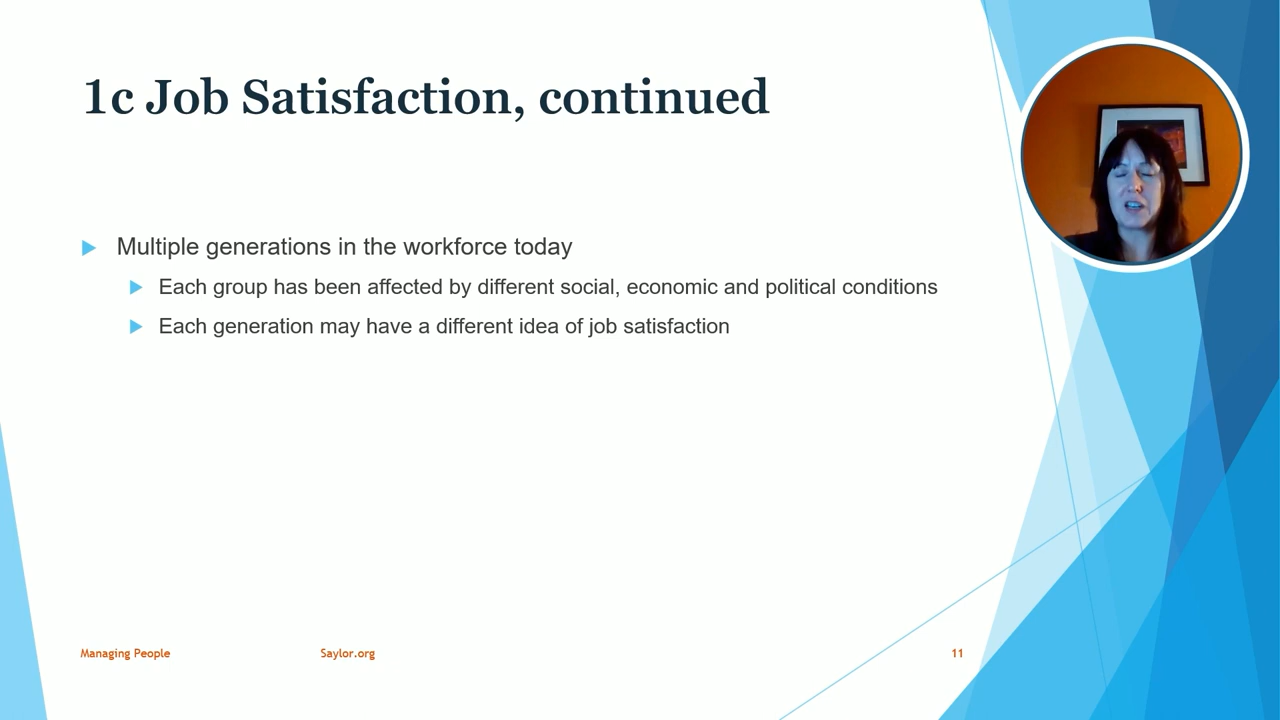 1c Job Satisfaction, continued
Multiple generations in the workforce today
Each group has been affected by different social, economic and political conditions
Each generation may have a different idea of job satisfaction
Managing People
Saylor.org
11